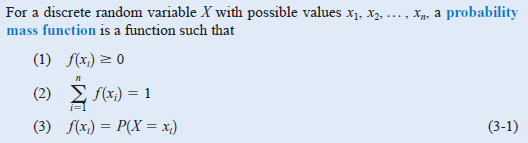 For a discrete random variable X with possible values x₁, x₂, … , xₙ, a probability
mass function is a function such that
(1) f(xᵢ) ≥ 0
(2) n∑i=1 f(xᵢ) = 1
(3) f(xᵢ) = P(X = xᵢ) (3-1)